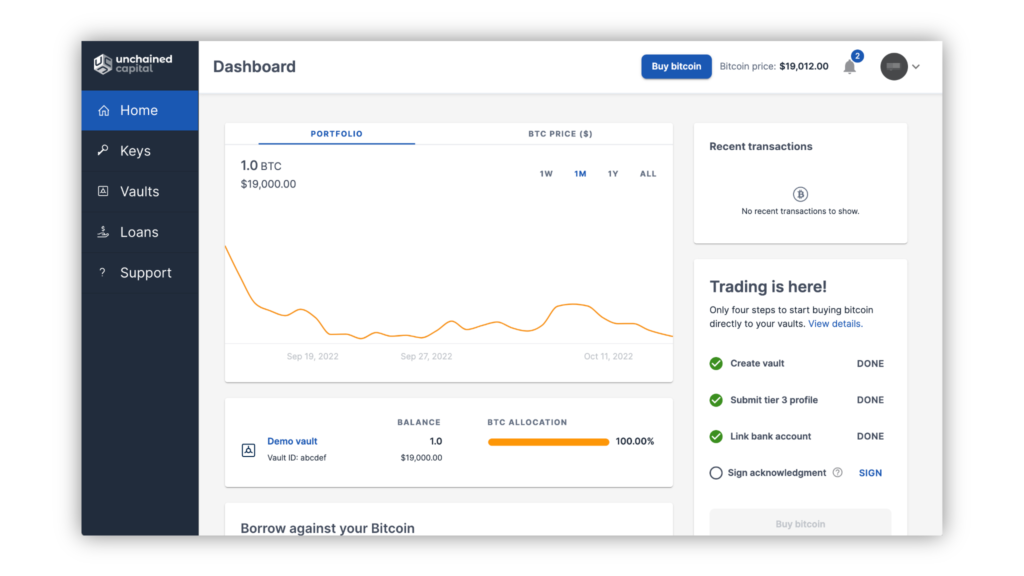 unchained
capital
Dashboard
Buy bitcoin
Bitcoin price: $19,012.00
2
Home
Keys
Vaults
Loans
? Support
PORTFOLIO
BTC PRICE ($)
1.0 BTC
$19,000.00
1W 1M 1Y ALL
Sep 19, 2022 Sep 27, 2022 Oct 11, 2022
BALANCE BTC ALLOCATION
Demo vault 1.0 100.00%
Vault ID: abcdef $19,000.00
Borrow against your Bitcoin
Recent transactions
No recent transactions to show.
Trading is here!
Only four steps to start buying bitcoin
directly to your vaults. View details.
Create vault DONE
Submit tier 3 profile DONE
Link bank account DONE
Sign acknowledgment ? SIGN
Buy bitcoin